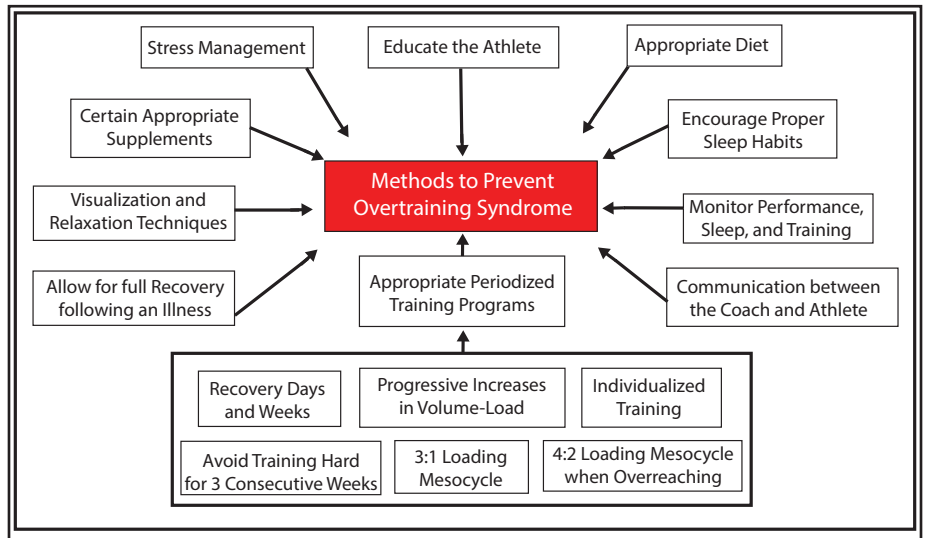 Stress Management
Educate the Athlete
Appropriate Diet
Certain Appropriate
Supplements
Encourage Proper
Sleep Habits
Methods to Prevent
Overtraining Syndrome
Visualization and
Relaxation Techniques
Monitor Performance,
Sleep, and Training
Allow for full Recovery
following an Illness
Appropriate Periodized
Training Programs
Communication between
the Coach and Athlete
Recovery Days
and Weeks
Progressive Increases
in Volume-Load
Individualized
Training
Avoid Training Hard
for 3 Consecutive Weeks
3:1 Loading
Mesocycle
4:2 Loading Mesocycle
when Overreaching